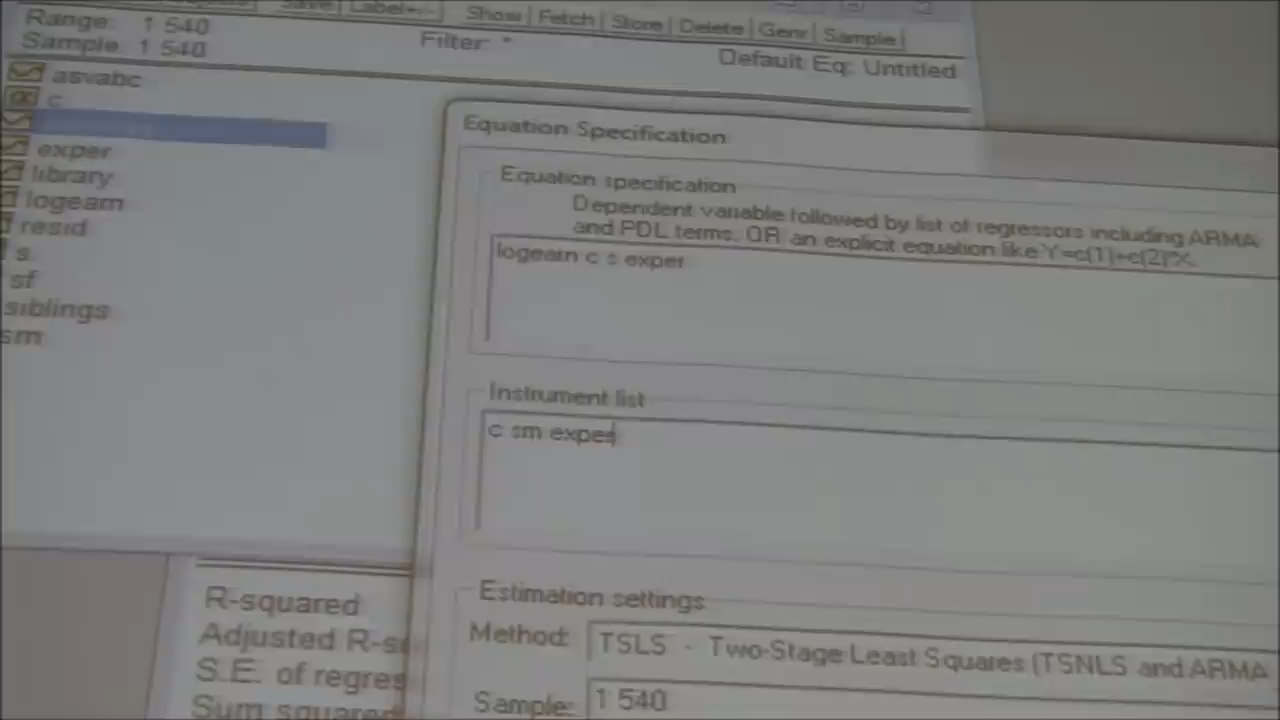 Save Label+/- Show Fetch Store Delete Genr Sample
Range: 1 540
Sample: 1 540
Filter: *
Default Eq: Untitled
asvabc
c
exper
library
logearn
resid
s
sf
siblings
sm
Equation Specification
Equation specification
Dependent variable followed by list of regressors including ARMA
and PDL terms, OR an explicit equation like Y=c(1)+c(2)*X.
logearn c s exper
Instrument list
c sm exper
Estimation settings
Method: TSLS - Two-Stage Least Squares (TSNLS and ARMA
Sample: 1 540
R-squared
Adjusted R-s
S.E. of regres
Sum squared